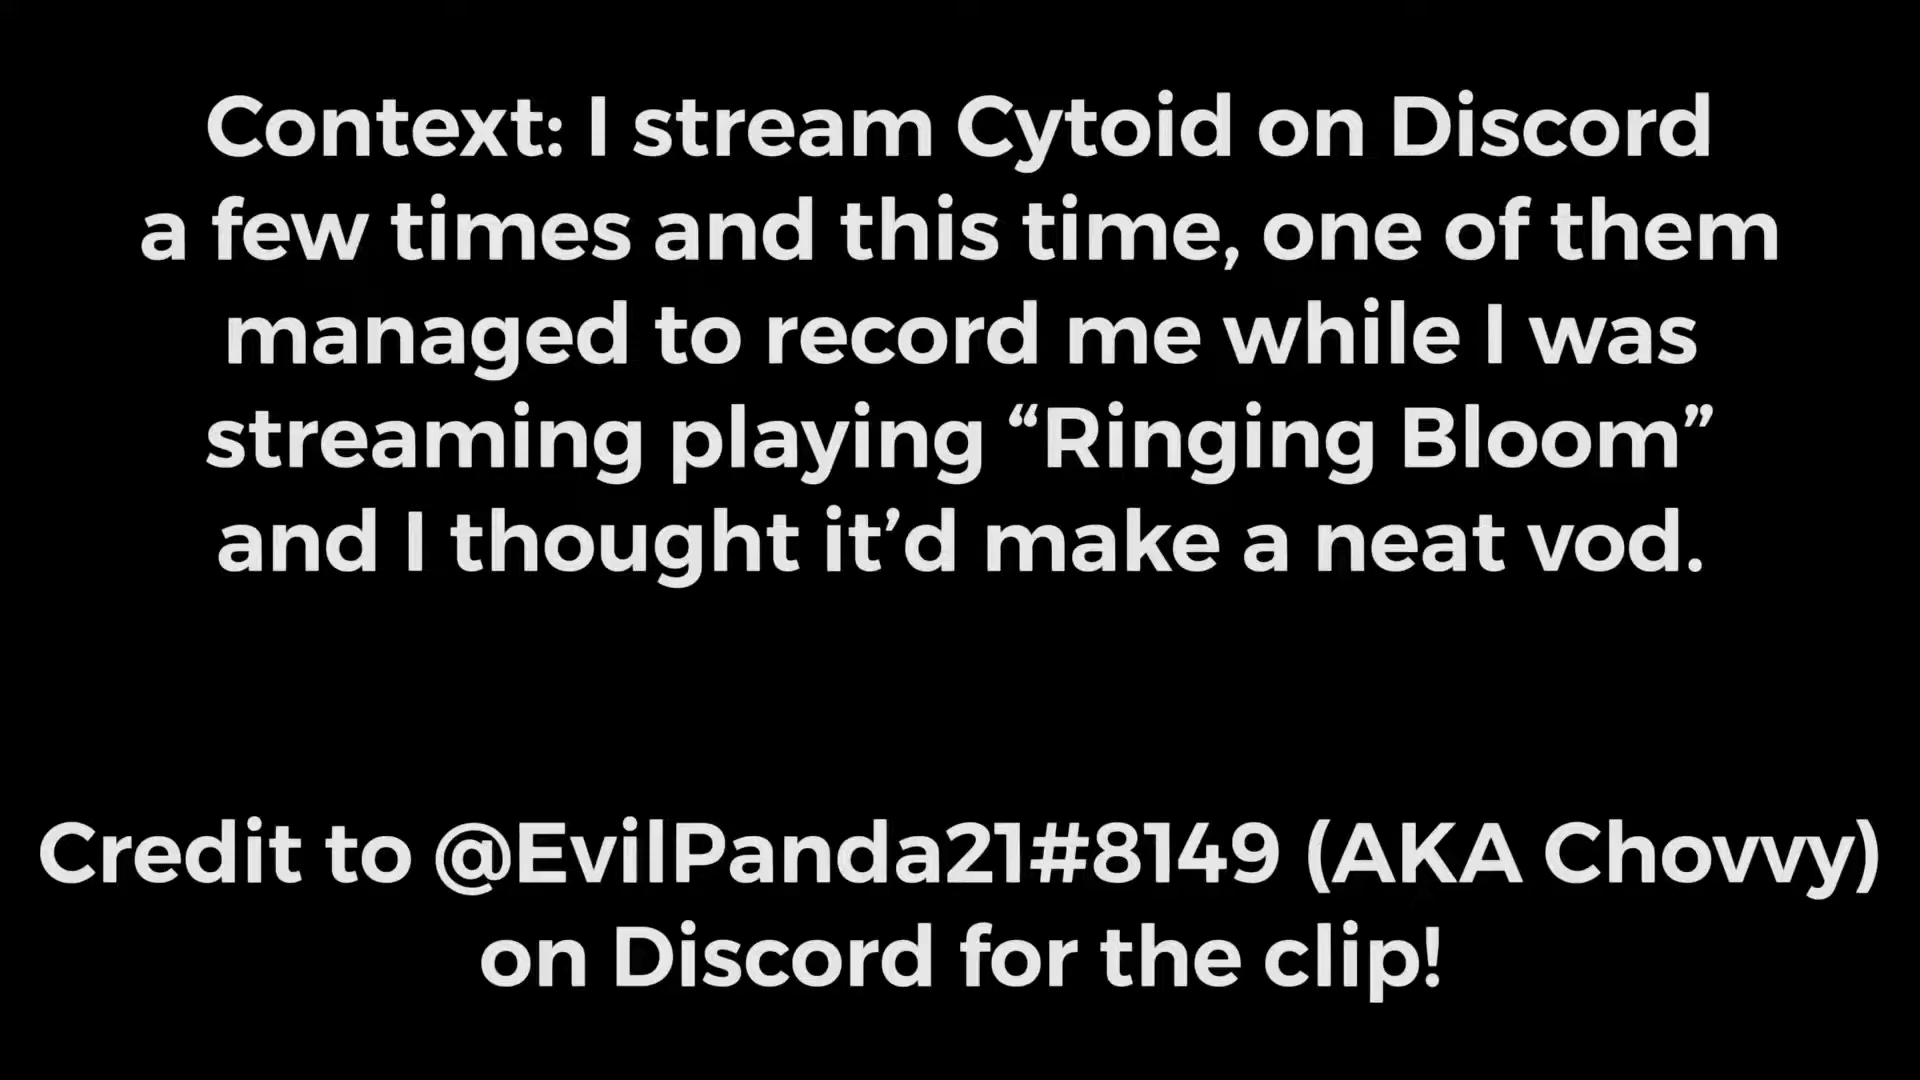 Context: I stream Cytoid on Discord
a few times and this time, one of them
managed to record me while I was
streaming playing “Ringing Bloom”
and I thought it’d make a neat vod.
Credit to @EvilPanda21#8149 (AKA Chovvy)
on Discord for the clip!